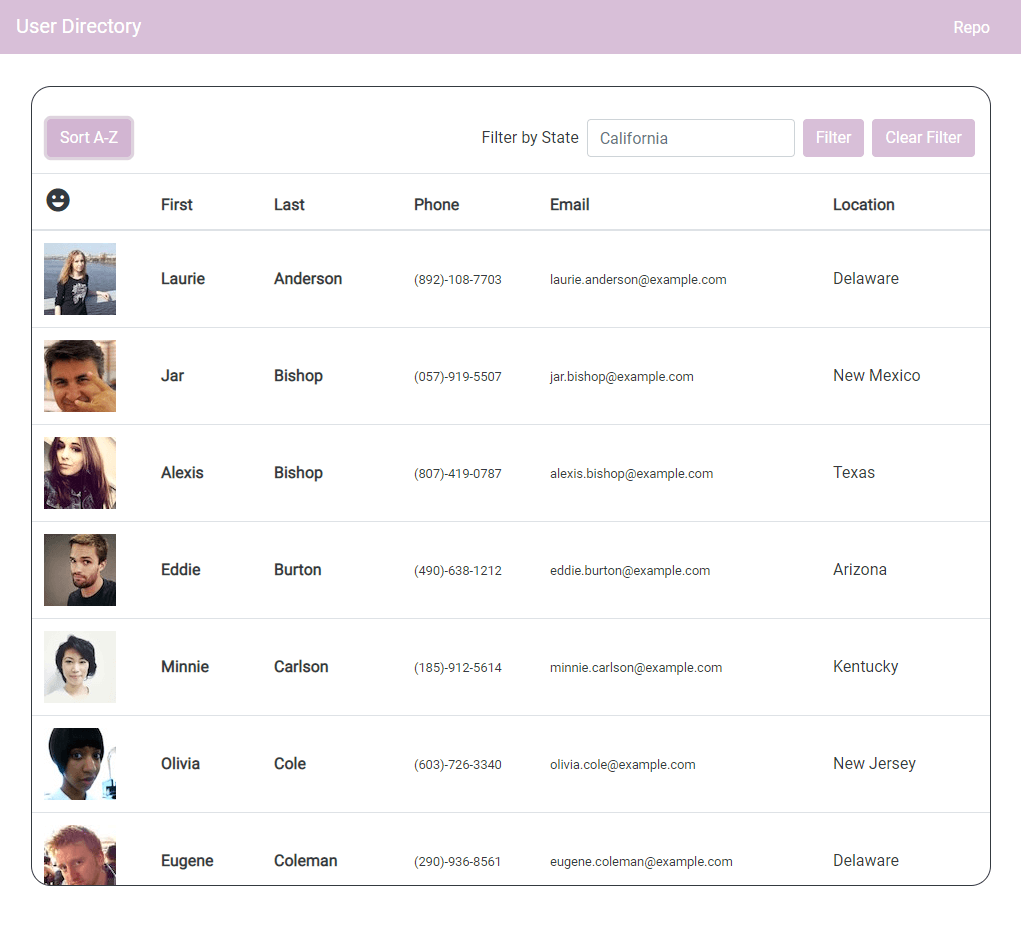 User Directory Repo
Sort A-Z Filter by State California Filter Clear Filter
First Last Phone Email Location
Laurie Anderson (892)-108-7703 laurie.anderson@example.com Delaware
Jar Bishop (057)-919-5507 jar.bishop@example.com New Mexico
Alexis Bishop (807)-419-0787 alexis.bishop@example.com Texas
Eddie Burton (490)-638-1212 eddie.burton@example.com Arizona
Minnie Carlson (185)-912-5614 minnie.carlson@example.com Kentucky
Olivia Cole (603)-726-3340 olivia.cole@example.com New Jersey
Eugene Coleman (290)-936-8561 eugene.coleman@example.com Delaware